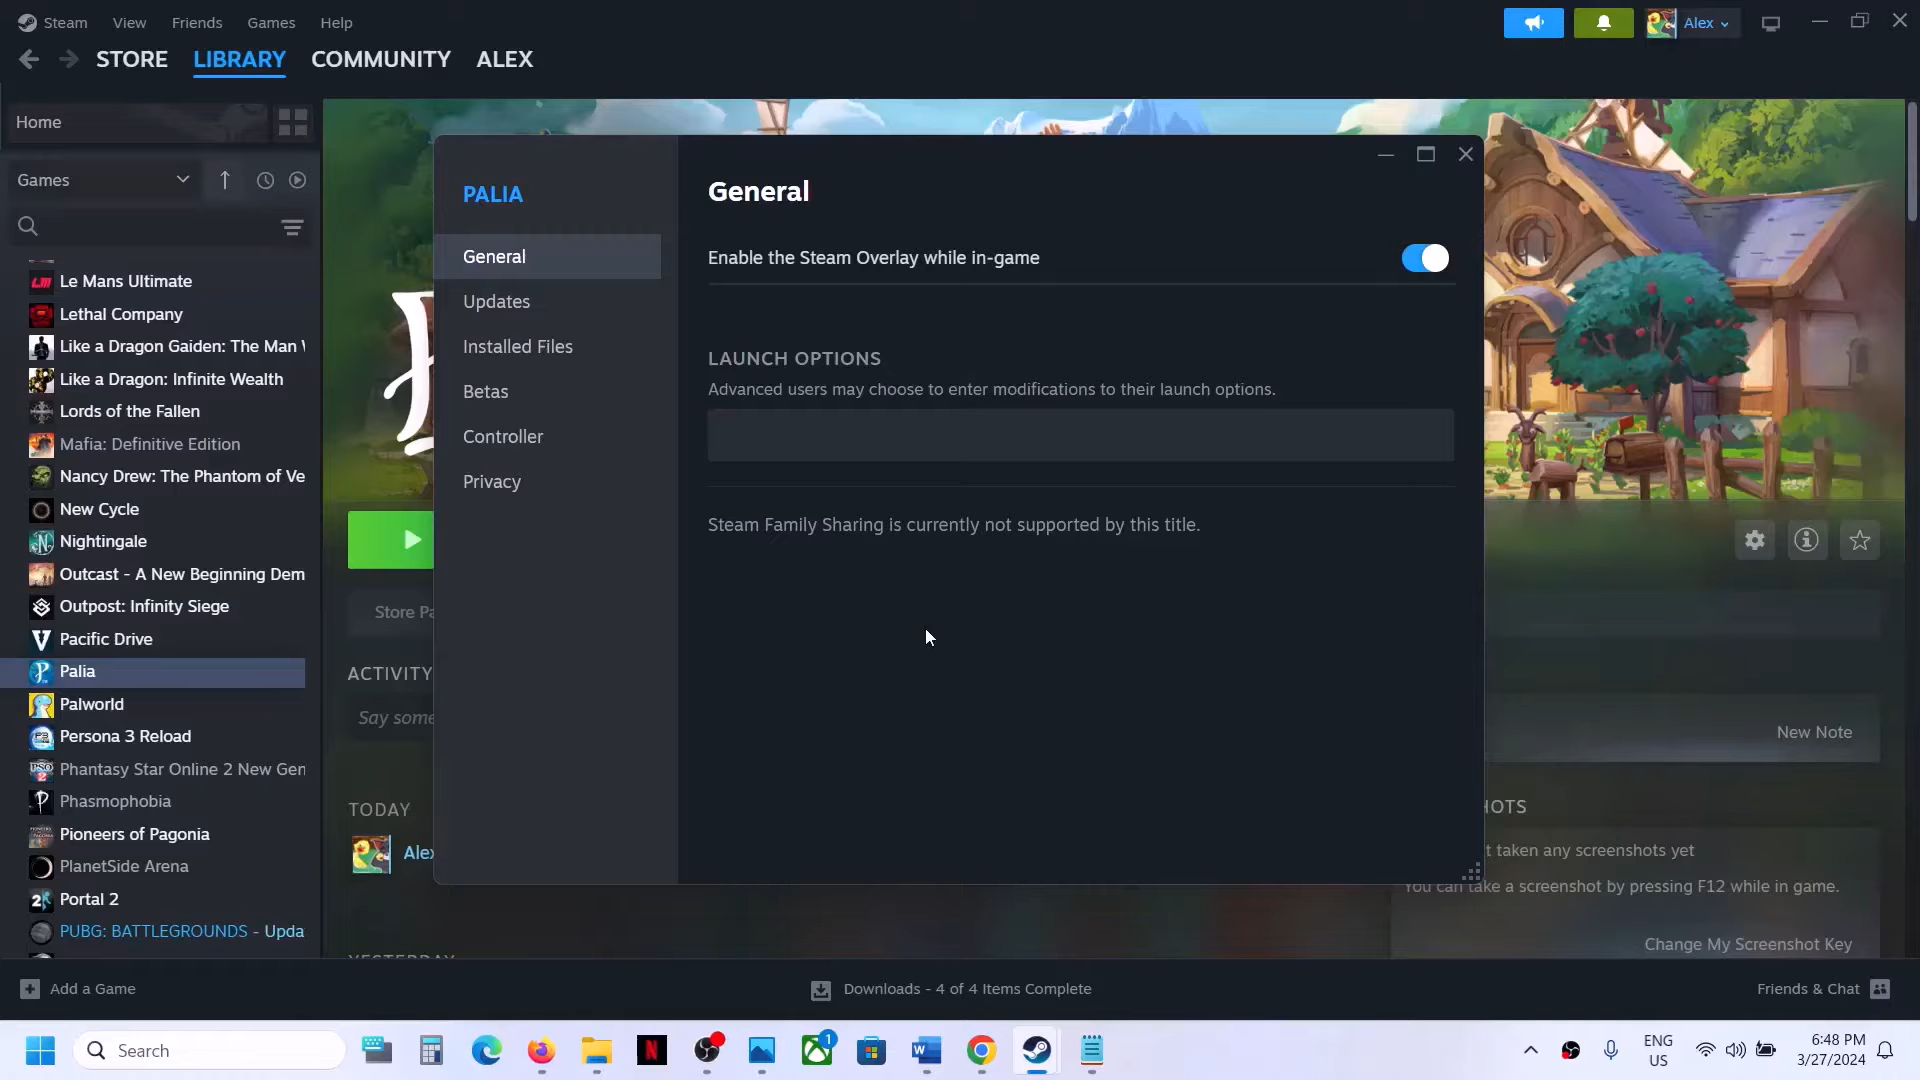 Steam View Friends Games Help
Alex
STORE LIBRARY COMMUNITY ALEX
Home
Games
Le Mans Ultimate
Lethal Company
Like a Dragon Gaiden: The Man
Like a Dragon: Infinite Wealth
Lords of the Fallen
Mafia: Definitive Edition
Nancy Drew: The Phantom of Ve
New Cycle
Nightingale
Outcast - A New Beginning Dem
Outpost: Infinity Siege
Pacific Drive
Palia
Palworld
Persona 3 Reload
Phantasy Star Online 2 New Gen
Phasmophobia
Pioneers of Pagonia
PlanetSide Arena
Portal 2
PUBG: BATTLEGROUNDS - Upda
PALIA
General
Updates
Installed Files
Betas
Controller
Privacy
General
Enable the Steam Overlay while in-game
LAUNCH OPTIONS
Advanced users may choose to enter modifications to their launch options.
Steam Family Sharing is currently not supported by this title.
Store Pa
ACTIVITY
Say some
TODAY
Alex
YESTERDAY
New Note
HOTS
t taken any screenshots yet
You can take a screenshot by pressing F12 while in game.
Change My Screenshot Key
Add a Game
Downloads - 4 of 4 Items Complete
Friends & Chat
Search
1
ENG
US
6:48 PM
3/27/2024